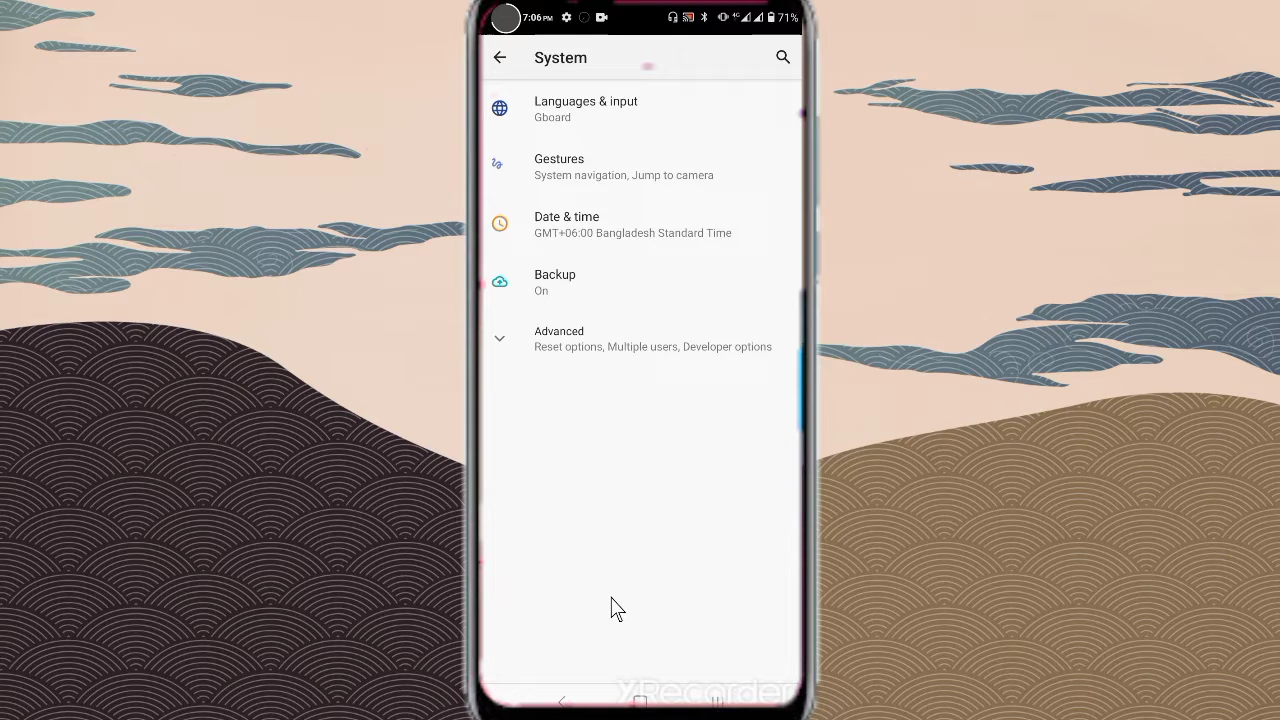 7:06 PM 4G 71%
System
Languages & input
Gboard
Gestures
System navigation, Jump to camera
Date & time
GMT+06:00 Bangladesh Standard Time
Backup
On
Advanced
Reset options, Multiple users, Developer options
XRecorder